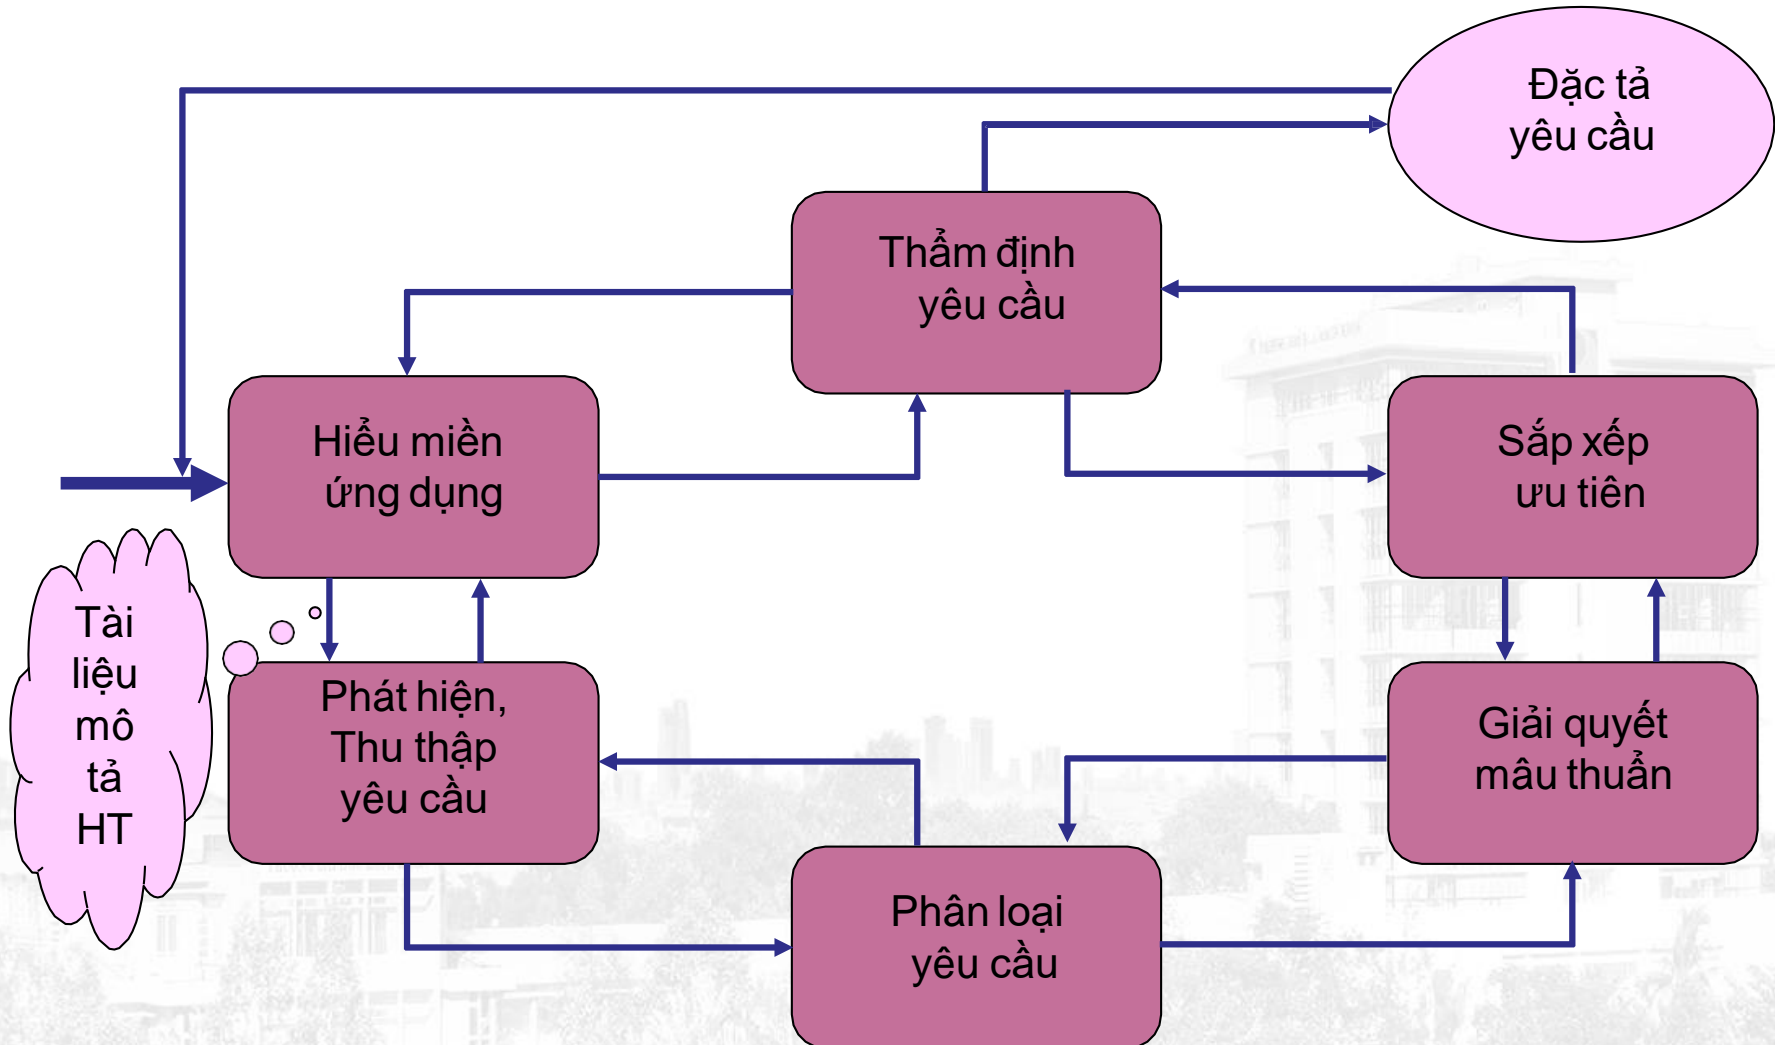 Đặc tả
yêu cầu
Thẩm định
yêu cầu
Hiểu miền
ứng dụng
Sắp xếp
ưu tiên
Tài
liệu
mô
tả
HT
Phát hiện,
Thu thập
yêu cầu
Giải quyết
mâu thuẩn
Phân loại
yêu cầu